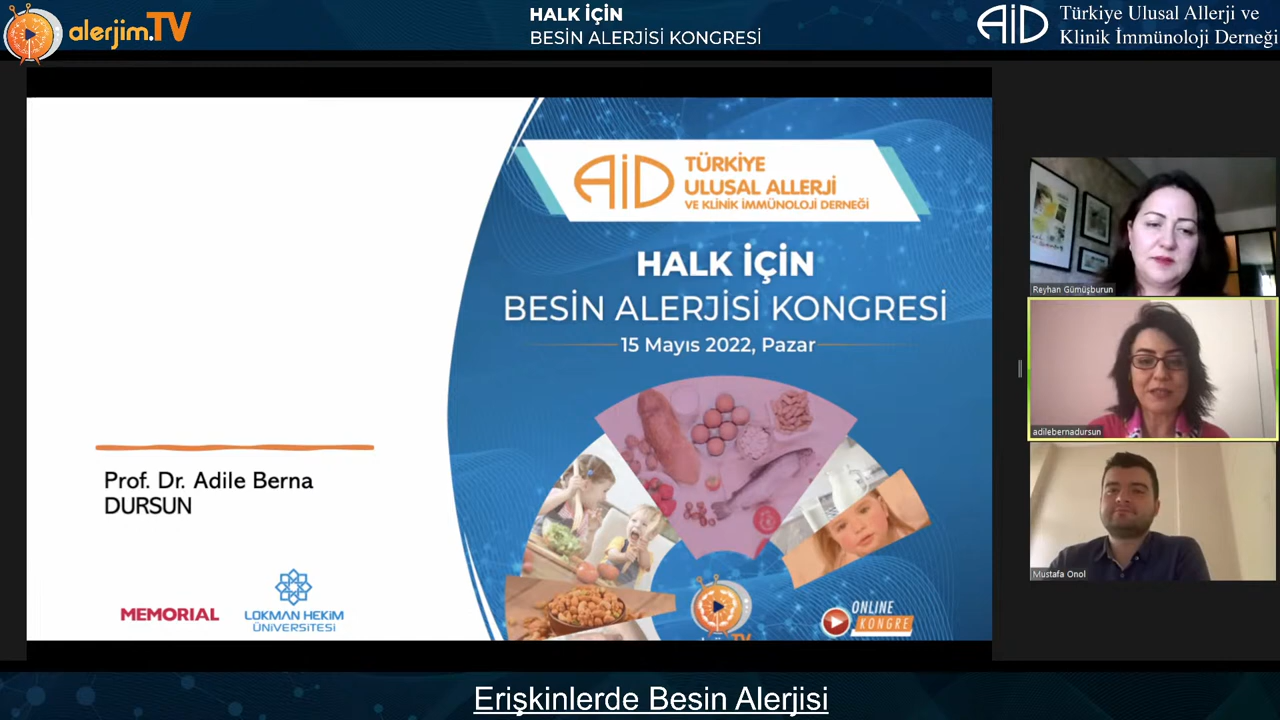 alerjim.TV
HALK İÇİN
BESİN ALERJİSİ KONGRESİ
AİD
Türkiye Ulusal Allerji ve
Klinik İmmünoloji Derneği
AİD
TÜRKİYE
ULUSAL ALLERJİ
VE KLİNİK İMMÜNOLOJİ DERNEĞİ
HALK İÇİN
BESİN ALERJİSİ KONGRESİ
15 Mayıs 2022, Pazar
Prof. Dr. Adile Berna
DURSUN
MEMORIAL
LOKMAN HEKİM
ÜNİVERSİTESİ
ONLINE
KONGRE
Reyhan Gümüşburun
adilebernadursun
Mustafa Onol
Erişkinlerde Besin Alerjisi